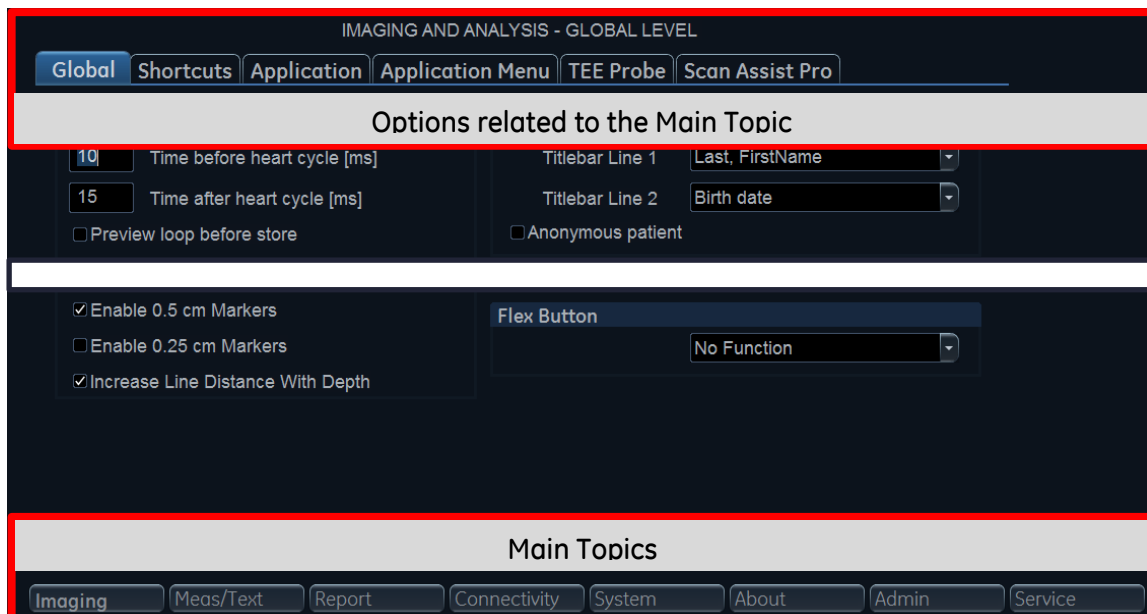 IMAGING AND ANALYSIS - GLOBAL LEVEL
Global Shortcuts Application Application Menu TEE Probe Scan Assist Pro
Options related to the Main Topic
10 Time before heart cycle [ms] Titlebar Line 1 Last, FirstName
15 Time after heart cycle [ms] Titlebar Line 2 Birth date
Preview loop before store Anonymous patient
Enable 0.5 cm Markers Flex Button
Enable 0.25 cm Markers No Function
Increase Line Distance With Depth
Main Topics
Imaging Meas/Text Report Connectivity System About Admin Service